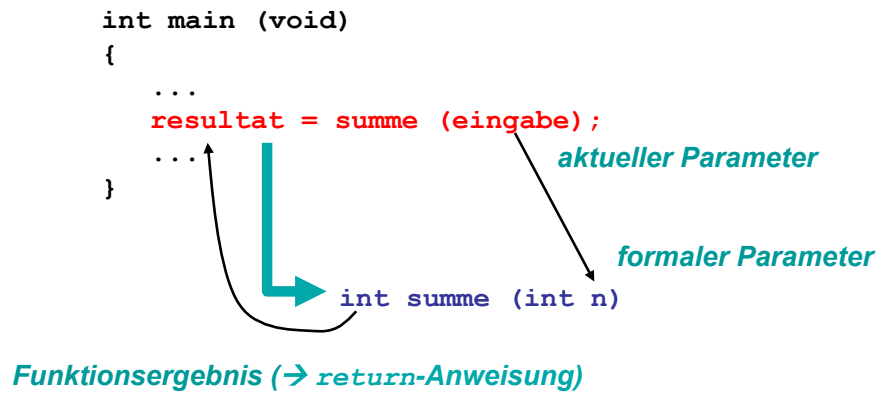 int main (void)
{
...
resultat = summe (eingabe);
...
aktueller Parameter
}
formaler Parameter
int summe (int n)
Funktionsergebnis (→ return-Anweisung)